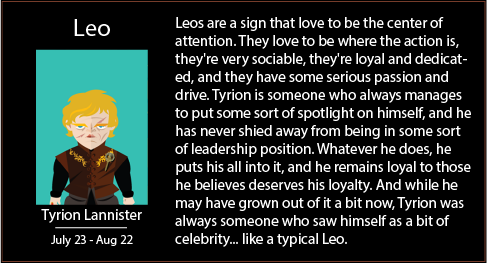 Leo
Tyrion Lannister
July 23 - Aug 22
Leos are a sign that love to be the center of
attention. They love to be where the action is,
they're very sociable, they're loyal and dedicat-
ed, and they have some serious passion and
drive. Tyrion is someone who always manages
to put some sort of spotlight on himself, and he
has never shied away from being in some sort
of leadership position. Whatever he does, he
puts his all into it, and he remains loyal to those
he believes deserves his loyalty. And while he
may have grown out of it a bit now, Tyrion was
always someone who saw himself as a bit of
celebrity... like a typical Leo.